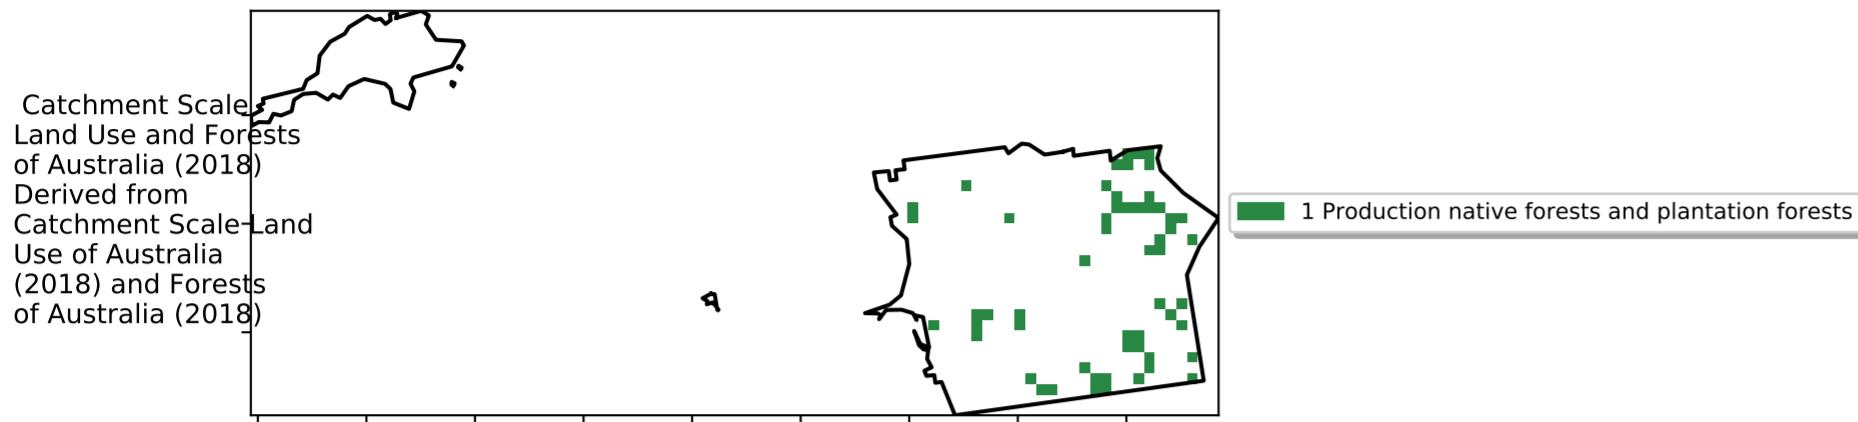 Catchment Scale
Land Use and Forests
of Australia (2018)
Derived from
Catchment Scale Land
Use of Australia
(2018) and Forests
of Australia (2018)
1 Production native forests and plantation forests